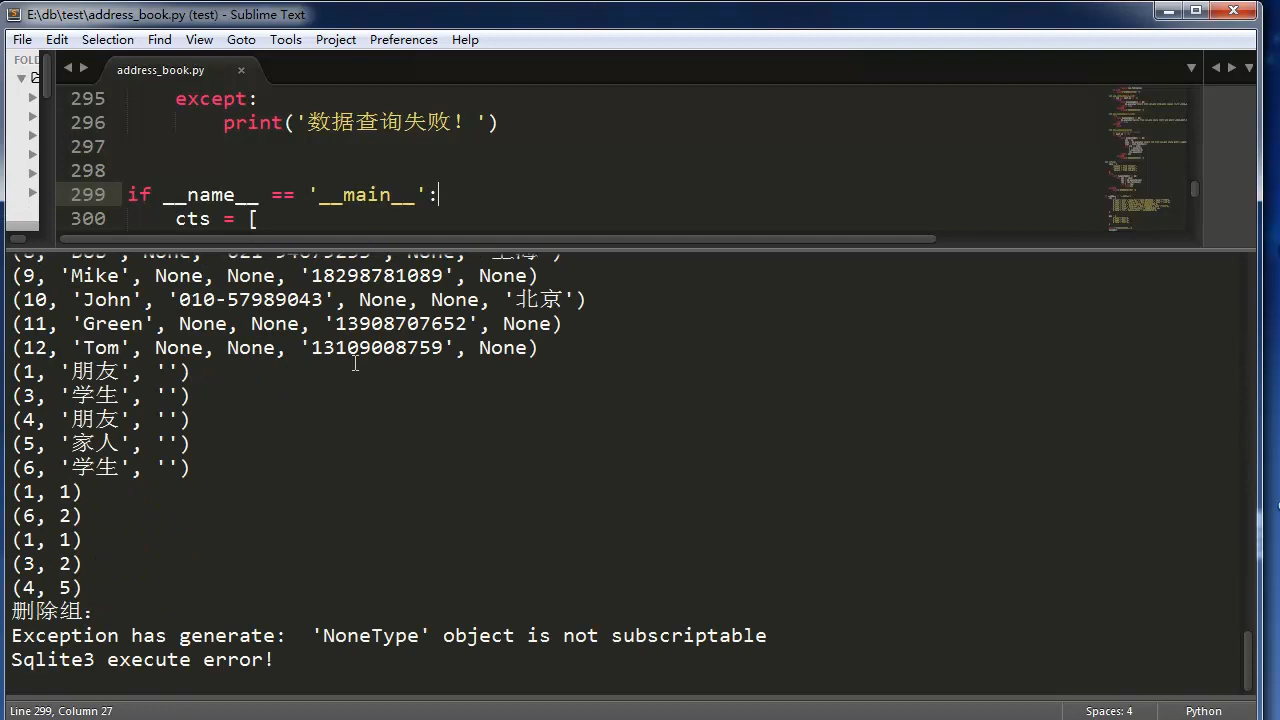 E:\db\test\address_book.py (test) - Sublime Text
File Edit Selection Find View Goto Tools Project Preferences Help
FOLD
address_book.py
295 except:
296 print('数据查询失败！')
297
298
299 if __name__ == '__main__':
300 cts = [
(9, 'Mike', None, None, '18298781089', None)
(10, 'John', '010-57989043', None, None, '北京')
(11, 'Green', None, None, '13908707652', None)
(12, 'Tom', None, None, '13109008759', None)
(1, '朋友', '')
(3, '学生', '')
(4, '朋友', '')
(5, '家人', '')
(6, '学生', '')
(1, 1)
(6, 2)
(1, 1)
(3, 2)
(4, 5)
删除组：
Exception has generate:  'NoneType' object is not subscriptable
Sqlite3 execute error!
Line 299, Column 27
Spaces: 4
Python